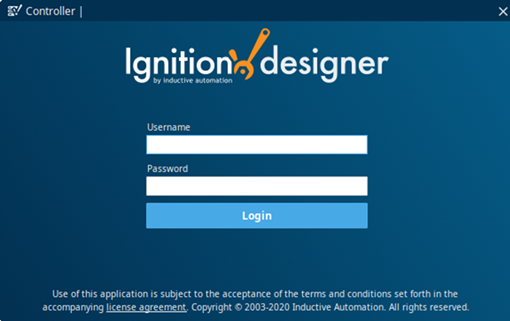 Controller |
Ignition designer
by inductive automation
Username
Password
Login
Use of this application is subject to the acceptance of the terms and conditions set forth in the
accompanying license agreement. Copyright © 2003-2020 Inductive Automation. All rights reserved.